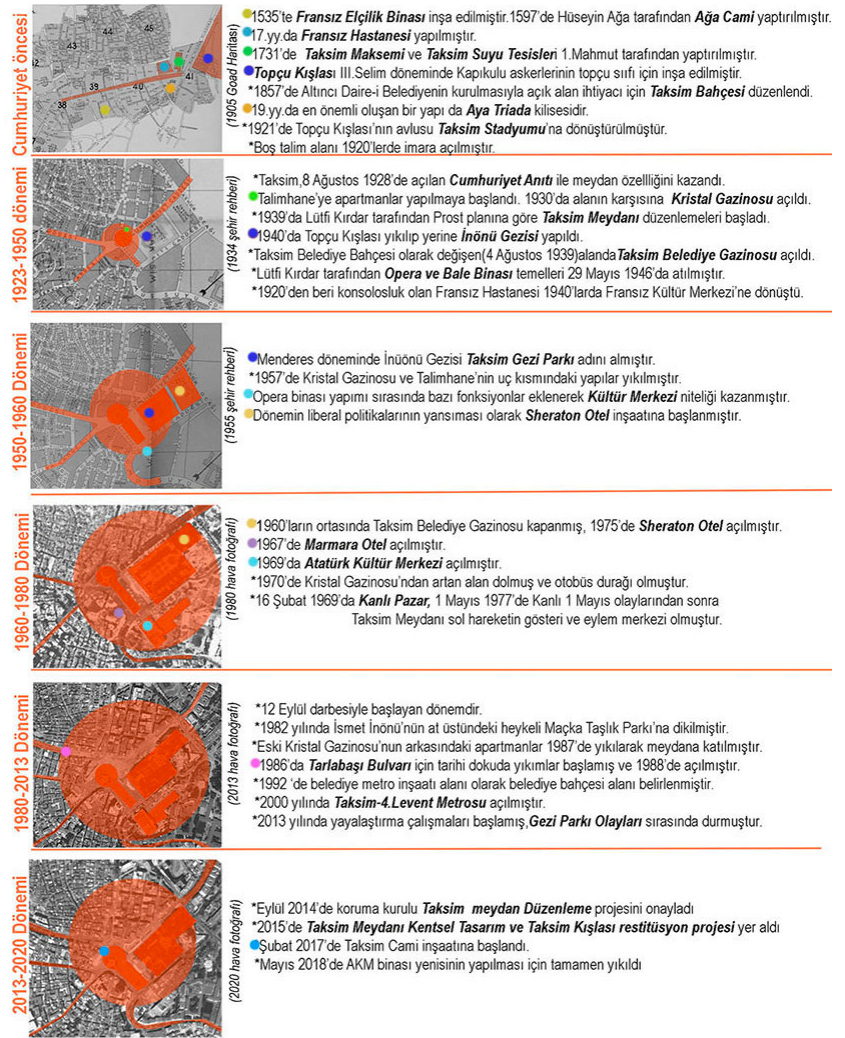 Cumhuriyet öncesi
43
44
45
42
41
40
39
38
(1905 Goad Haritası)
1535'te Fransız Elçilik Binası inşa edilmiştir.1597'de Hüseyin Ağa tarafından Ağa Cami yaptırılmıştır.
17.yy.da Fransız Hastanesi yapılmıştır.
1731'de Taksim Maksemi ve Taksim Suyu Tesisleri 1.Mahmut tarafından yaptırılmıştır.
Topçu Kışlası III.Selim döneminde Kapıkulu askerlerinin topçu sııfı için inşa edilmiştir.
*1857'de Altıncı Daire-i Belediyenin kurulmasıyla açık alan ihtiyacı için Taksim Bahçesi düzenlendi.
19.yy.da en önemli oluşan bir yapı da Aya Triada kilisesidir.
*1921'de Topçu Kışlası'nın avlusu Taksim Stadyumu'na dönüştürülmüştür.
*Boş talim alanı 1920'lerde imara açılmıştır.
1923-1950 dönemi
(1934 şehir rehberi)
*Taksim,8 Ağustos 1928'de açılan Cumhuriyet Anıtı ile meydan özellliğini kazandı.
Talimhane'ye apartmanlar yapılmaya başlandı. 1930'da alanın karşısına Kristal Gazinosu açıldı.
*1939'da Lütfi Kırdar tarafından Prost planına göre Taksim Meydanı düzenlemeleri başladı.
1940'da Topçu Kışlası yıkılıp yerine İnönü Gezisi yapıldı.
*Taksim Belediye Bahçesi olarak değişen(4 Ağustos 1939)alandaTaksim Belediye Gazinosu açıldı.
*Lütfi Kırdar tarafından Opera ve Bale Binası temelleri 29 Mayıs 1946'da atılmıştır.
*1920'den beri konsolosluk olan Fransız Hastanesi 1940'larda Fransız Kültür Merkezi'ne dönüştü.
1950-1960 Dönemi
(1955 şehir rehberi)
Menderes döneminde İnüönü Gezisi Taksim Gezi Parkı adını almıştır.
*1957'de Kristal Gazinosu ve Talimhane'nin uç kısmındaki yapılar yıkılmıştır.
Opera binası yapımı sırasında bazı fonksiyonlar eklenerek Kültür Merkezi niteliği kazanmıştır.
Dönemin liberal politikalarının yansıması olarak Sheraton Otel inşaatına başlanmıştır.
1960-1980 Dönemi
(1980 hava fotoğrafı)
1960'ların ortasında Taksim Belediye Gazinosu kapanmış, 1975'de Sheraton Otel açılmıştır.
1967'de Marmara Otel açılmıştır.
1969'da Atatürk Kültür Merkezi açılmıştır.
*1970'de Kristal Gazinosu'ndan artan alan dolmuş ve otobüs durağı olmuştur.
*16 Şubat 1969'da Kanlı Pazar, 1 Mayıs 1977'de Kanlı 1 Mayıs olaylarından sonra
Taksim Meydanı sol hareketin gösteri ve eylem merkezi olmuştur.
1980-2013 Dönemi
(2013 hava fotoğrafı)
*12 Eylül darbesiyle başlayan dönemdir.
*1982 yılında İsmet İnönü'nün at üstündeki heykeli Maçka Taşlık Parkı'na dikilmiştir.
*Eski Kristal Gazinosu'nun arkasındaki apartmanlar 1987'de yıkılarak meydana katılmıştır.
1986'da Tarlabaşı Bulvarı için tarihi dokuda yıkımlar başlamış ve 1988'de açılmıştır.
*1992 'de belediye metro inşaatı alanı olarak belediye bahçesi alanı belirlenmiştir.
*2000 yılında Taksim-4.Levent Metrosu açılmıştır.
*2013 yılında yayalaştırma çalışmaları başlamış,Gezi Parkı Olayları sırasında durmuştur.
2013-2020 Dönemi
(2020 hava fotoğrafı)
*Eylül 2014'de koruma kurulu Taksim meydan Düzenleme projesini onayladı
*2015'de Taksim Meydanı Kentsel Tasarım ve Taksim Kışlası restitüsyon projesi yer aldı
Şubat 2017'de Taksim Cami inşaatına başlandı.
*Mayıs 2018'de AKM binası yenisinin yapılması için tamamen yıkıldı